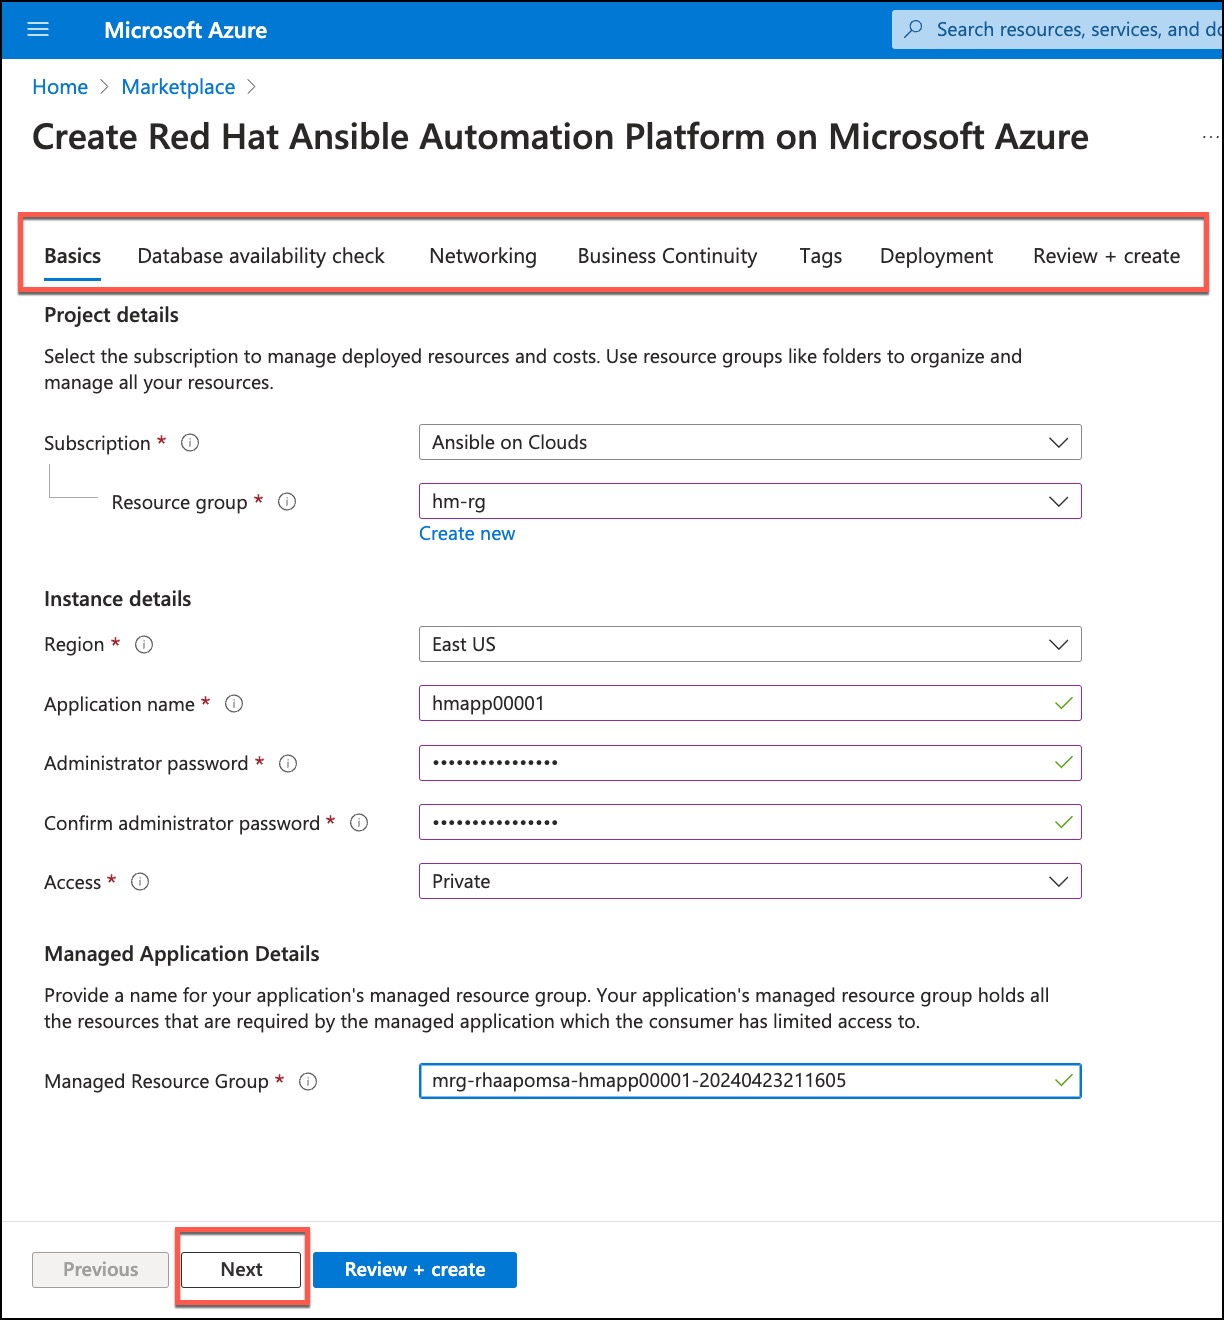 Microsoft Azure
Search resources, services, and do
Home > Marketplace >
Create Red Hat Ansible Automation Platform on Microsoft Azure
...
Basics Database availability check Networking Business Continuity Tags Deployment Review + create
Project details
Select the subscription to manage deployed resources and costs. Use resource groups like folders to organize and
manage all your resources.
Subscription * Ansible on Clouds
Resource group * hm-rg
Create new
Instance details
Region * East US
Application name * hmapp00001
Administrator password * ••••••••••••••••
Confirm administrator password * ••••••••••••••••
Access * Private
Managed Application Details
Provide a name for your application's managed resource group. Your application's managed resource group holds all
the resources that are required by the managed application which the consumer has limited access to.
Managed Resource Group * mrg-rhaapomsa-hmapp00001-20240423211605
Previous Next Review + create